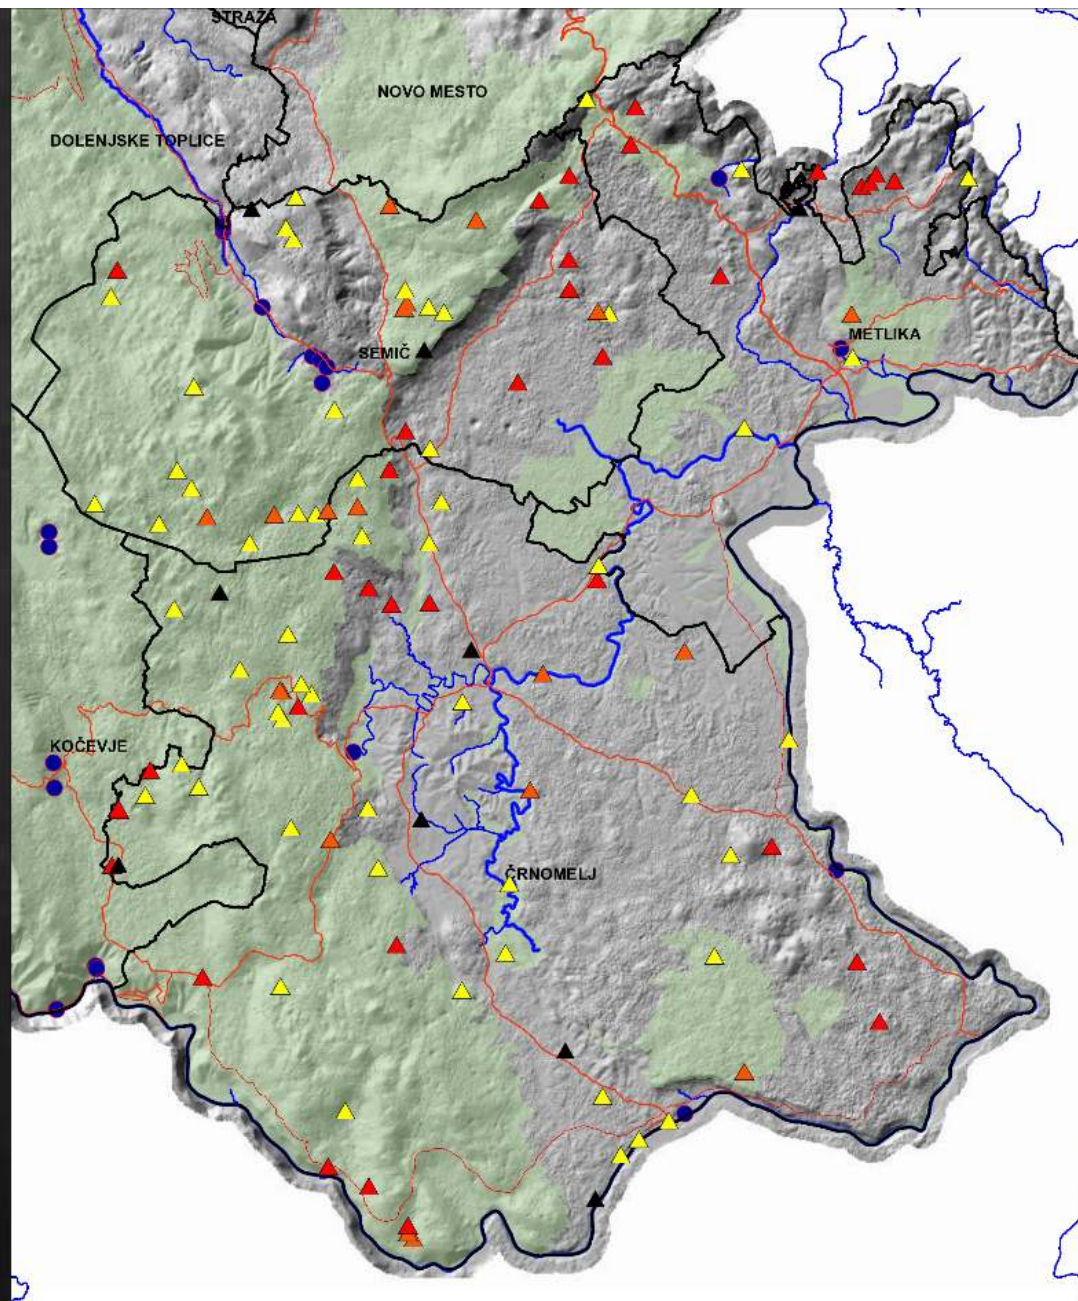 STRAŽA
NOVO MESTO
DOLENJSKE TOPLICE
METLIKA
SEMIČ
KOČEVJE
ČRNOMELJ